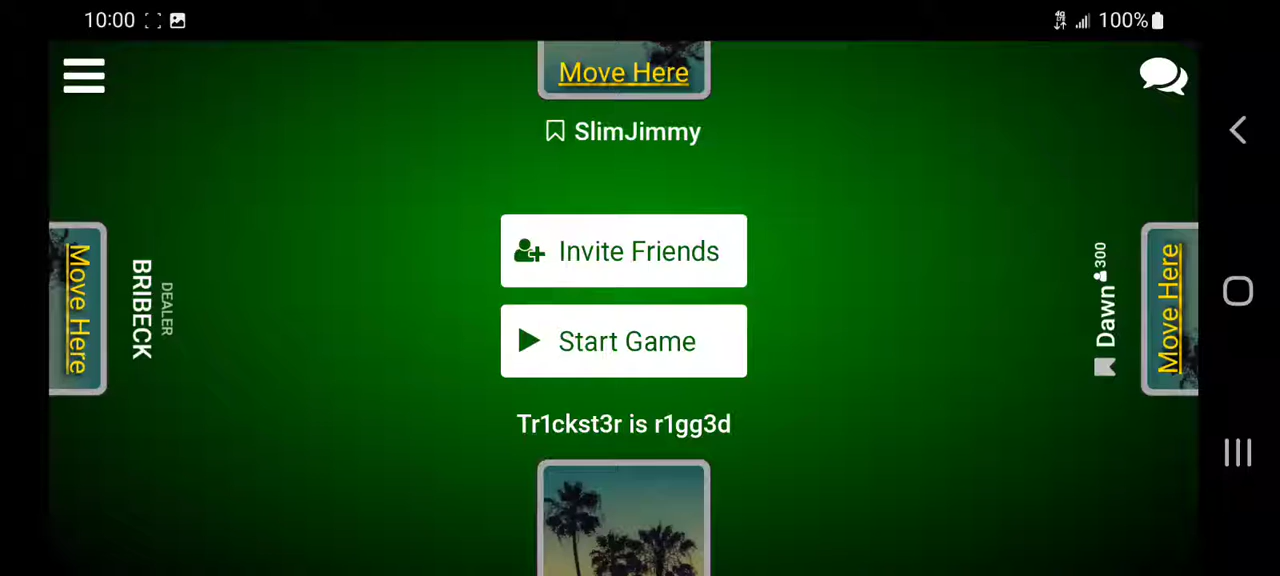 10:00
100%
Move Here
SlimJimmy
Invite Friends
Start Game
Move Here
BRIBECK
DEALER
Dawn 300
Move Here
Tr1ckst3r is r1gg3d